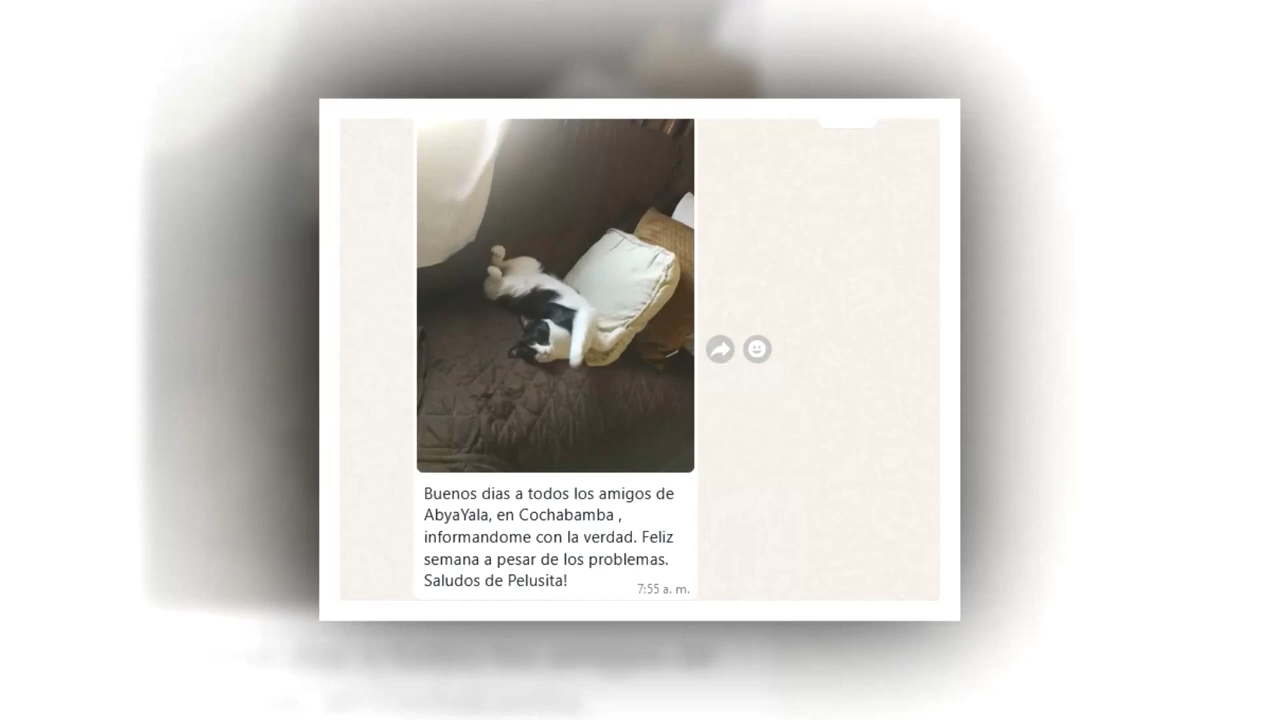 Buenos dias a todos los amigos de
AbyaYala, en Cochabamba ,
informandome con la verdad. Feliz
semana a pesar de los problemas.
Saludos de Pelusita!
7:55 a. m.